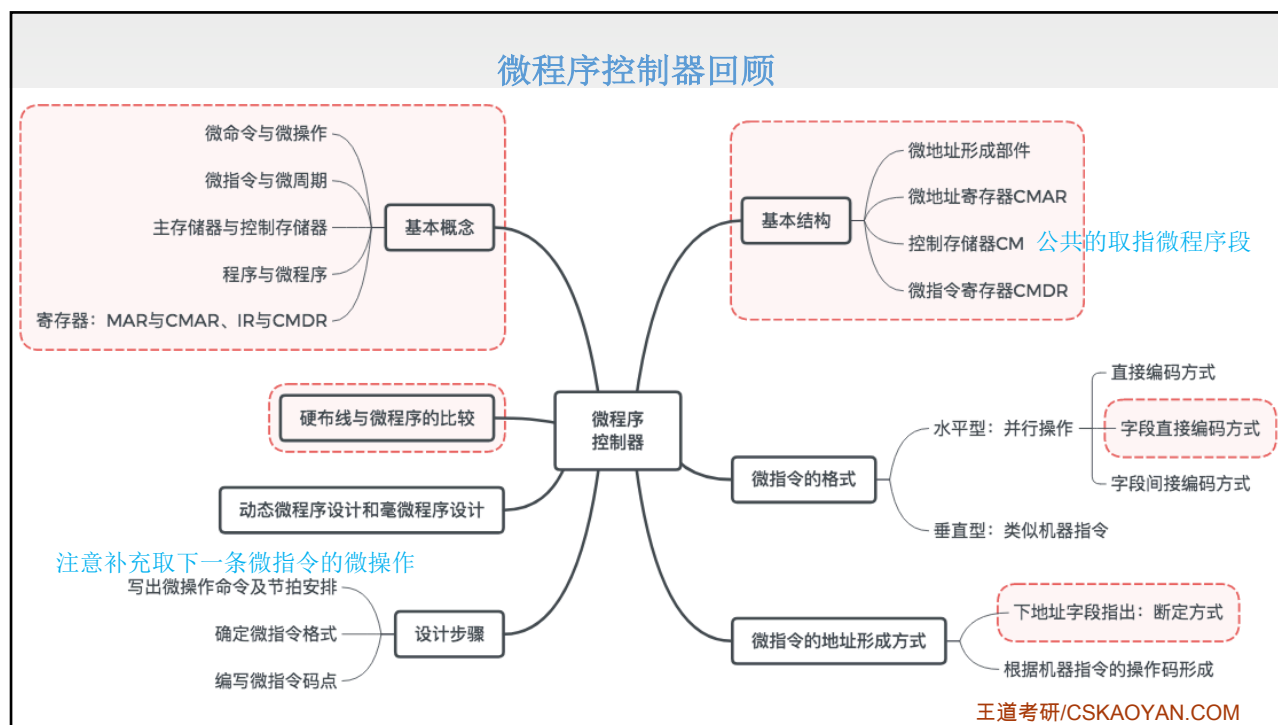 微程序控制器回顾
微命令与微操作
微指令与微周期
主存储器与控制存储器
程序与微程序
寄存器：MAR与CMAR、IR与CMDR
基本概念
微地址形成部件
微地址寄存器CMAR
控制存储器CM 公共的取指微程序段
微指令寄存器CMDR
基本结构
硬布线与微程序的比较
微程序
控制器
直接编码方式
水平型：并行操作
字段直接编码方式
字段间接编码方式
微指令的格式
垂直型：类似机器指令
动态微程序设计和毫微程序设计
注意补充取下一条微指令的微操作
写出微操作命令及节拍安排
确定微指令格式
编写微指令码点
设计步骤
下地址字段指出：断定方式
微指令的地址形成方式
根据机器指令的操作码形成
王道考研/CSKAOYAN.COM